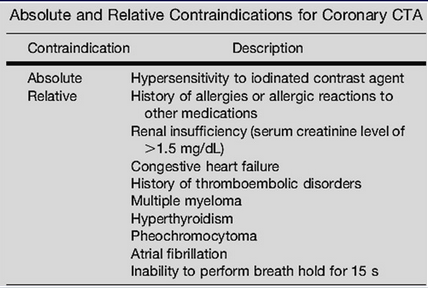 Absolute and Relative Contraindications for Coronary CTA
Contraindication Description
Absolute Hypersensitivity to iodinated contrast agent
Relative History of allergies or allergic reactions to
other medications
Renal insufficiency (serum creatinine level of
>1.5 mg/dL)
Congestive heart failure
History of thromboembolic disorders
Multiple myeloma
Hyperthyroidism
Pheochromocytoma
Atrial fibrillation
Inability to perform breath hold for 15 s